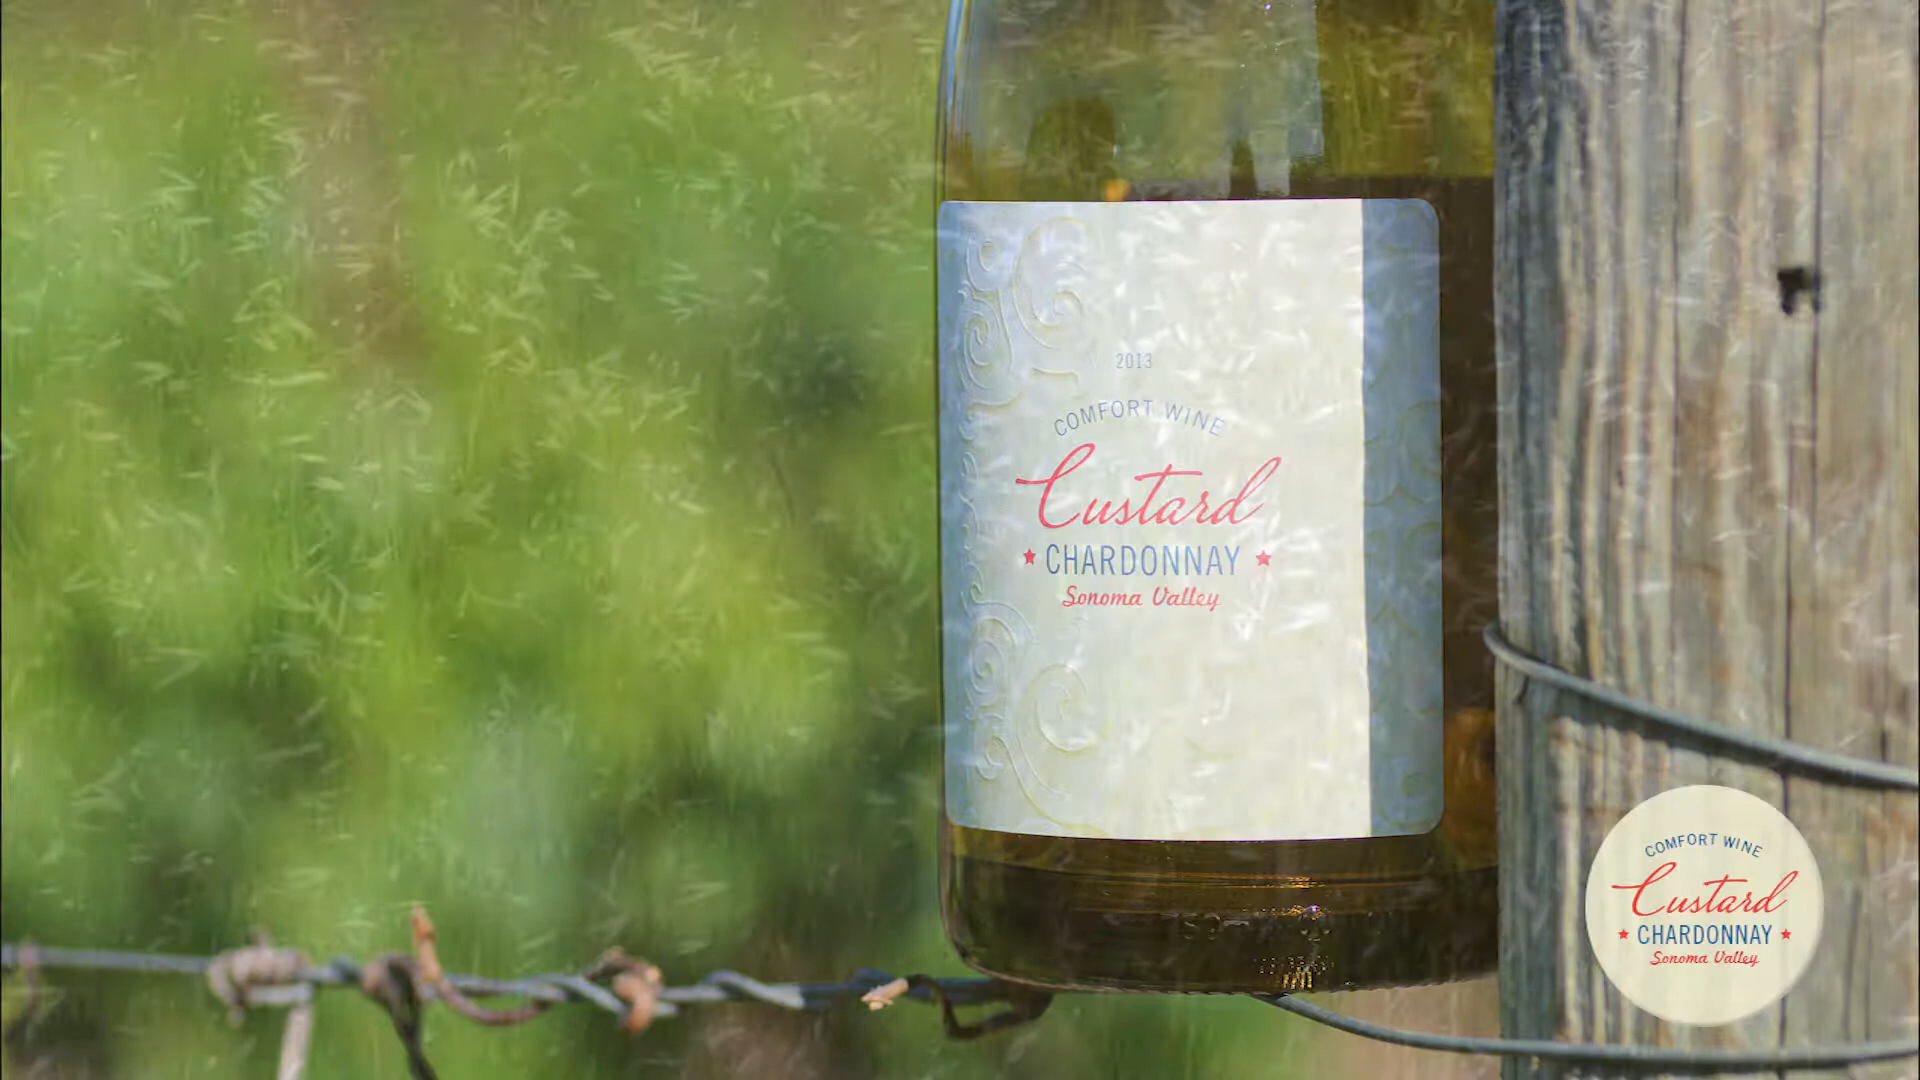 2013
COMFORT WINE
Custard
CHARDONNAY
Sonoma Valley
COMFORT WINE
Custard
CHARDONNAY
Sonoma Valley